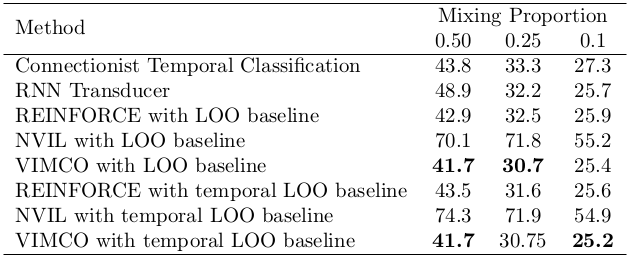 Method Mixing Proportion
0.50 0.25 0.1
Connectionist Temporal Classification 43.8 33.3 27.3
RNN Transducer 48.9 32.2 25.7
REINFORCE with LOO baseline 42.9 32.5 25.9
NVIL with LOO baseline 70.1 71.8 55.2
VIMCO with LOO baseline 41.7 30.7 25.4
REINFORCE with temporal LOO baseline 43.5 31.6 25.6
NVIL with temporal LOO baseline 74.3 71.9 54.9
VIMCO with temporal LOO baseline 41.7 30.75 25.2